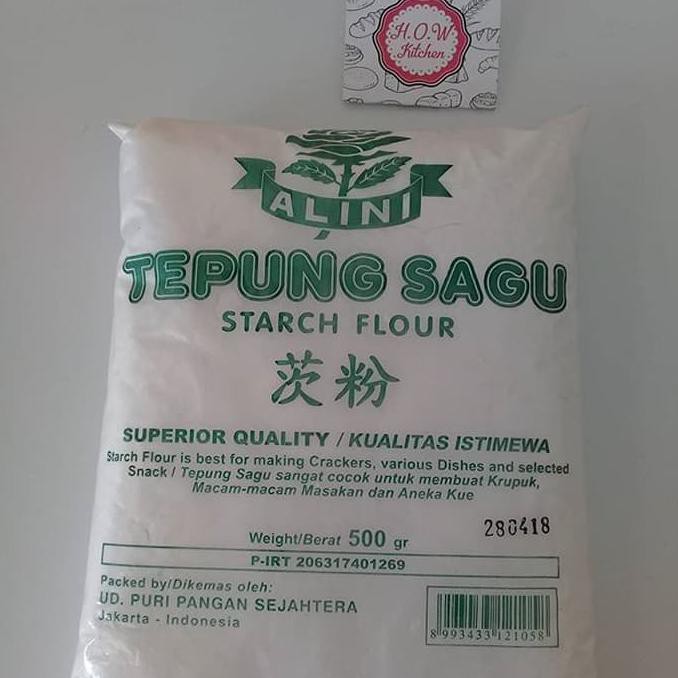 H.O.W
Kitchen
ALINI
TEPUNG SAGU
STARCH FLOUR
茨粉
SUPERIOR QUALITY / KUALITAS ISTIMEWA
Starch Flour is best for making Crackers, various Dishes and selected
Snack / Tepung Sagu sangat cocok untuk membuat Krupuk,
Macam-macam Masakan dan Aneka Kue
280418
Weight/Berat 500 gr
P-IRT 206317401269
Packed by/Dikemas oleh:
UD. PURI PANGAN SEJAHTERA
Jakarta - Indonesia
8 993433 121058